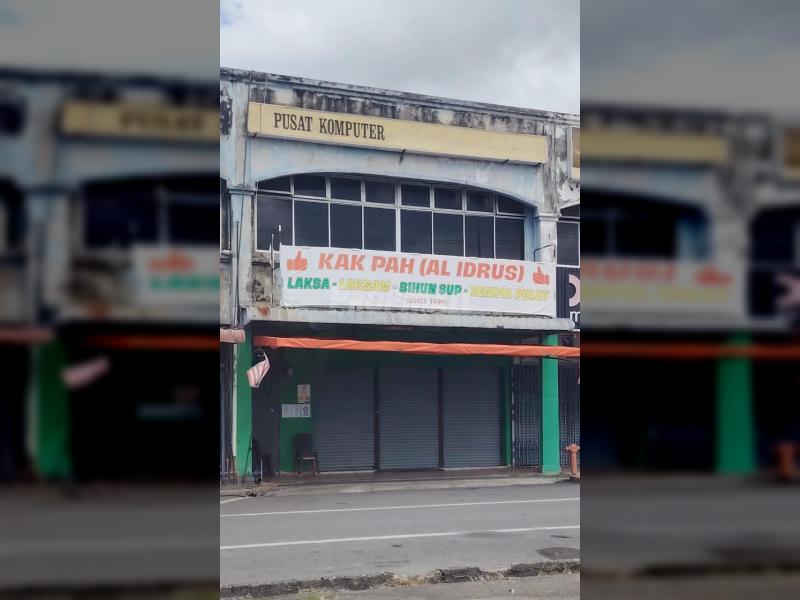 PUSAT KOMPUTER
KAK PAH (AL IDRUS)
LAKSA - LAKSAM - BIHUN SUP - CENDOL PULUT
(SINCE 1999)